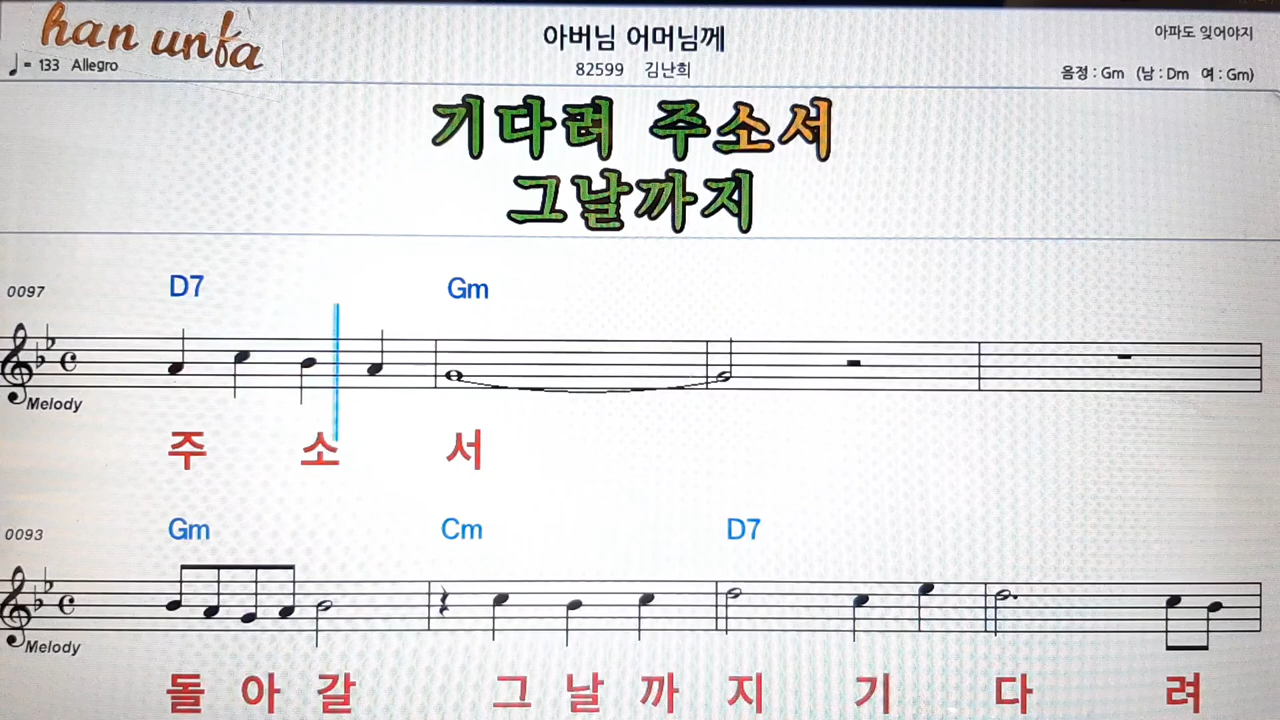 han unfa
♩= 133 Allegro
아버님 어머님께
82599 김난희
아파도 잊어야지
음정 : Gm (남 : Dm 여 : Gm)
기다려 주소서
그날까지
0097
D7 Gm
Melody
주 소 서
0093
Gm Cm D7
Melody
돌 아 갈 그 날 까 지 기 다 려